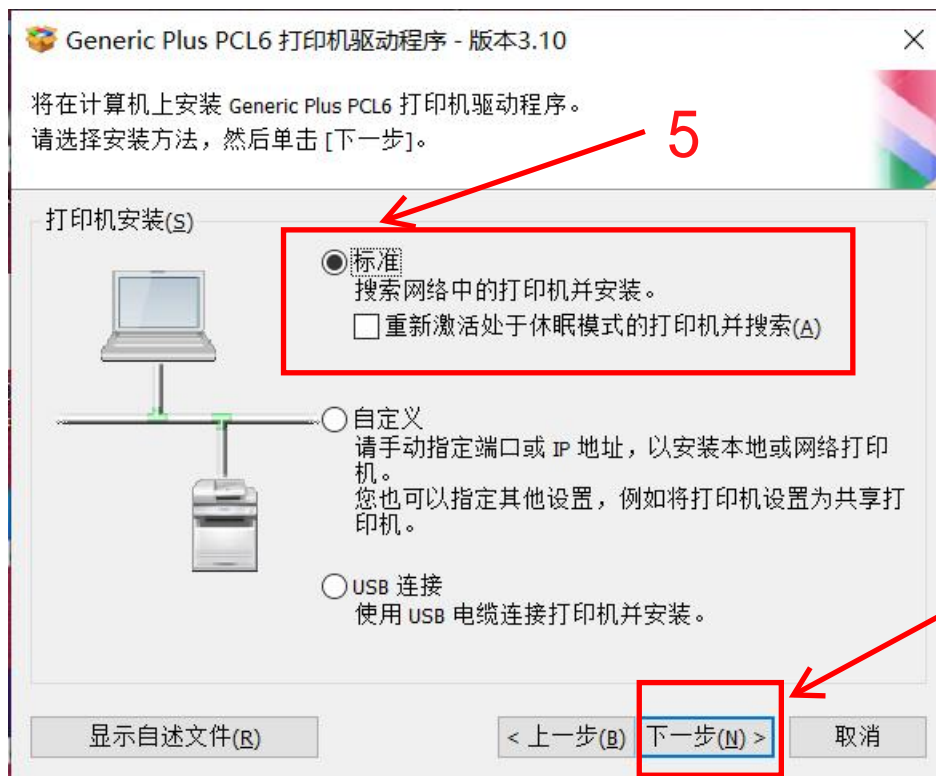 Generic Plus PCL6 打印机驱动程序 - 版本3.10
将在计算机上安装 Generic Plus PCL6 打印机驱动程序。
请选择安装方法，然后单击 [下一步]。
5
打印机安装(S)
标准
搜索网络中的打印机并安装。
重新激活处于休眠模式的打印机并搜索(A)
自定义
请手动指定端口或 IP 地址，以安装本地或网络打印
机。
您也可以指定其他设置，例如将打印机设置为共享打
印机。
USB 连接
使用 USB 电缆连接打印机并安装。
显示自述文件(R)
< 上一步(B)
下一步(N) >
取消